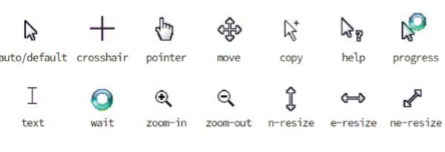 auto/default crosshair pointer move copy help progress
text wait zoom-in zoom-out n-resize e-resize ne-resize